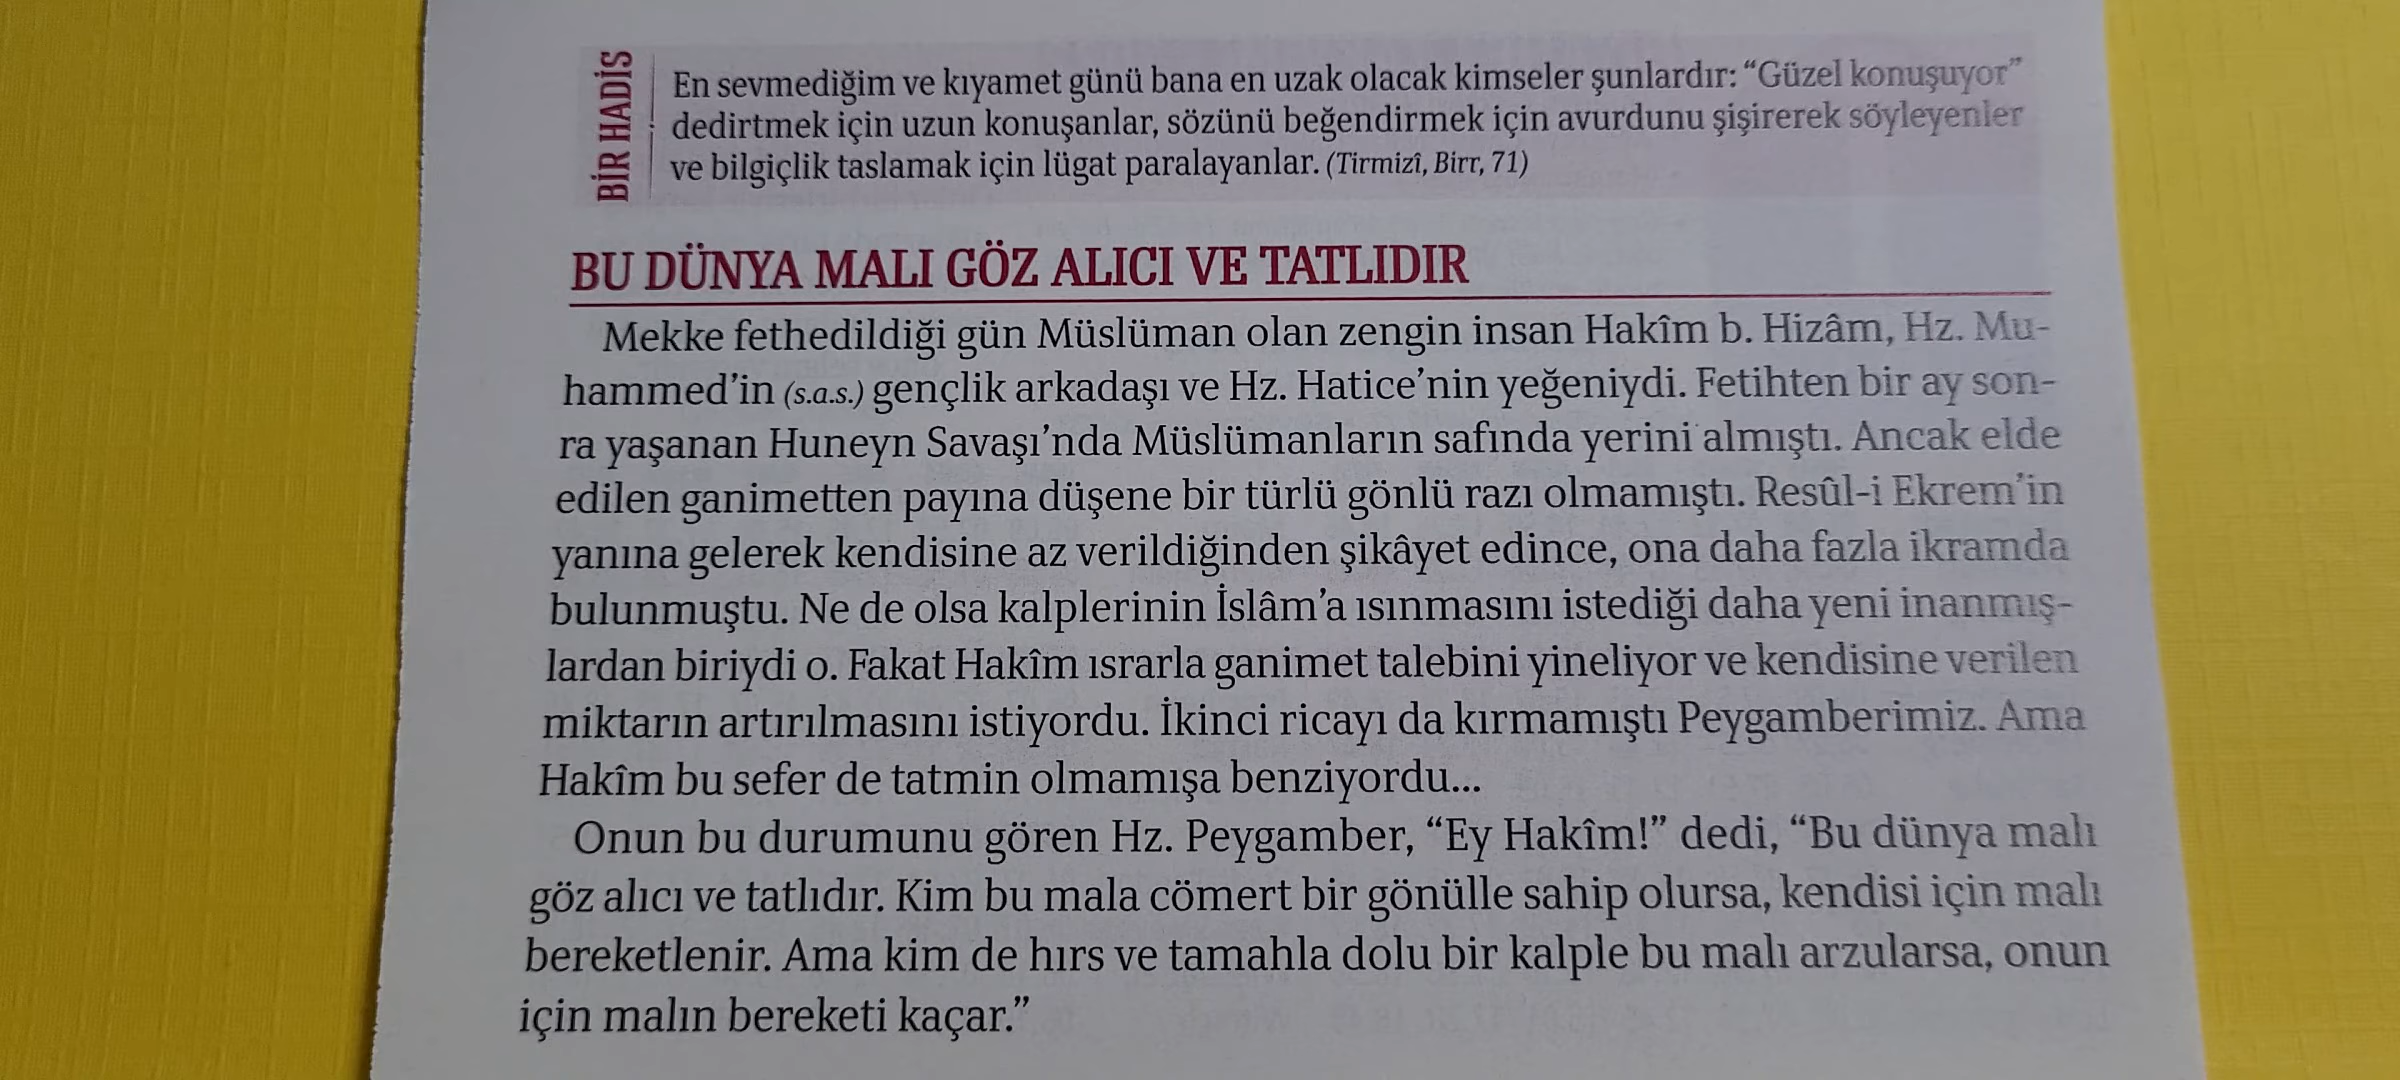 BİR HADİS
En sevmediğim ve kıyamet günü bana en uzak olacak kimseler şunlardır: “Güzel konuşuyor”
dedirtmek için uzun konuşanlar, sözünü beğendirmek için avurdunu şişirerek söyleyenler
ve bilgiçlik taslamak için lügat paralayanlar. (Tirmizî, Birr, 71)
BU DÜNYA MALI GÖZ ALICI VE TATLIDIR
Mekke fethedildiği gün Müslüman olan zengin insan Hakîm b. Hizâm, Hz. Mu-
hammed’in (s.a.s.) gençlik arkadaşı ve Hz. Hatice’nin yeğeniydi. Fetihten bir ay son-
ra yaşanan Huneyn Savaşı’nda Müslümanların safında yerini almıştı. Ancak elde
edilen ganimetten payına düşene bir türlü gönlü razı olmamıştı. Resûl-i Ekrem’in
yanına gelerek kendisine az verildiğinden şikâyet edince, ona daha fazla ikramda
bulunmuştu. Ne de olsa kalplerinin İslâm’a ısınmasını istediği daha yeni inanmış-
lardan biriydi o. Fakat Hakîm ısrarla ganimet talebini yineliyor ve kendisine verilen
miktarın artırılmasını istiyordu. İkinci ricayı da kırmamıştı Peygamberimiz. Ama
Hakîm bu sefer de tatmin olmamışa benziyordu...
Onun bu durumunu gören Hz. Peygamber, “Ey Hakîm!” dedi, “Bu dünya malı
göz alıcı ve tatlıdır. Kim bu mala cömert bir gönülle sahip olursa, kendisi için malı
bereketlenir. Ama kim de hırs ve tamahla dolu bir kalple bu malı arzularsa, onun
için malın bereketi kaçar.”